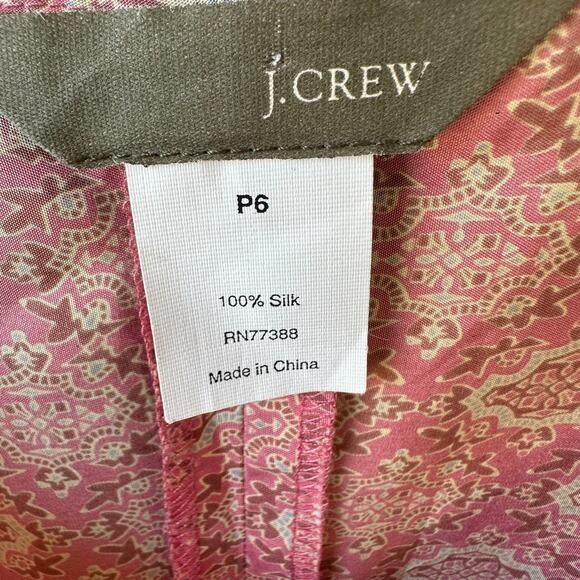 J.CREW
P6
100% Silk
RN77388
Made in China